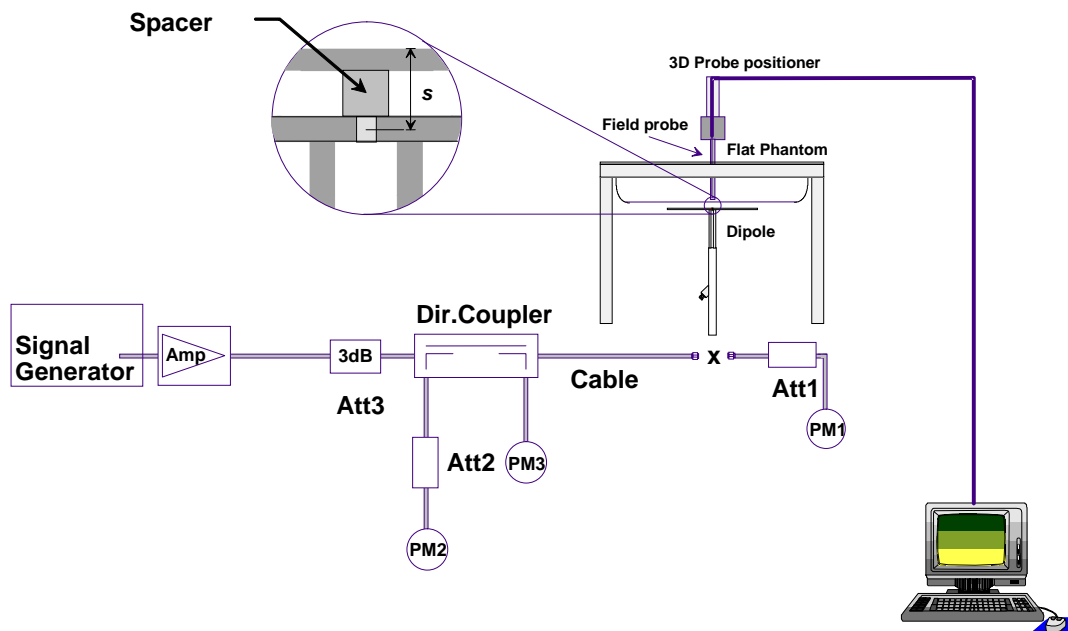 Spacer
s
3D Probe positioner
Field probe
Flat Phantom
Dipole
Signal
Generator
Amp
3dB
Att3
Dir.Coupler
Cable
x
Att1
PM1
Att2
PM3
PM2